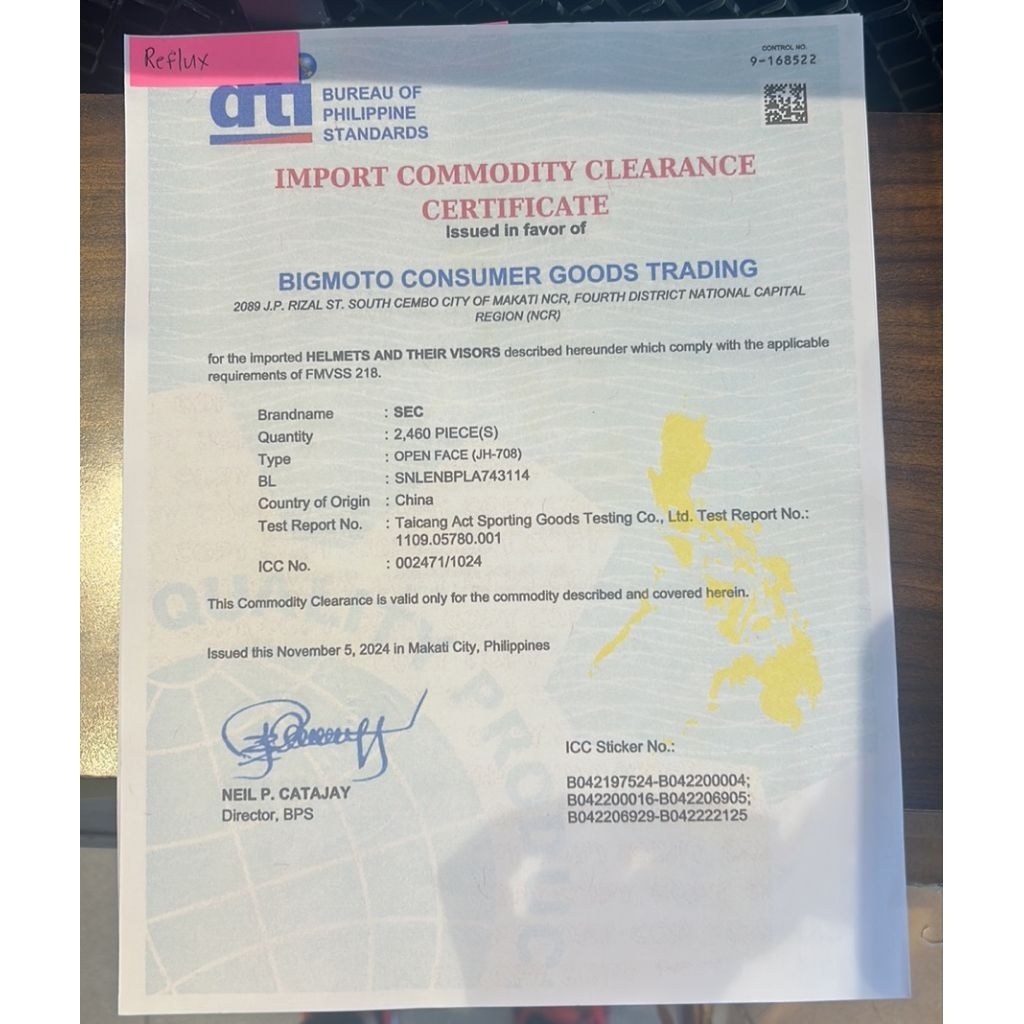 Reflux
CONTROL NO.
9-168522
dti
BUREAU OF
PHILIPPINE
STANDARDS
IMPORT COMMODITY CLEARANCE
CERTIFICATE
Issued in favor of
BIGMOTO CONSUMER GOODS TRADING
2089 J.P. RIZAL ST. SOUTH CEMBO CITY OF MAKATI NCR, FOURTH DISTRICT NATIONAL CAPITAL
REGION (NCR)
for the imported HELMETS AND THEIR VISORS described hereunder which comply with the applicable
requirements of FMVSS 218.
Brandname : SEC
Quantity : 2,460 PIECE(S)
Type : OPEN FACE (JH-708)
BL : SNLENBPLA743114
Country of Origin : China
Test Report No. : Taicang Act Sporting Goods Testing Co., Ltd. Test Report No.:
1109.05780.001
ICC No. : 002471/1024
This Commodity Clearance is valid only for the commodity described and covered herein.
Issued this November 5, 2024 in Makati City, Philippines
QUALITY PRODUC
NEIL P. CATAJAY
Director, BPS
ICC Sticker No.:
B042197524-B042200004;
B042200016-B042206905;
B042206929-B042222125